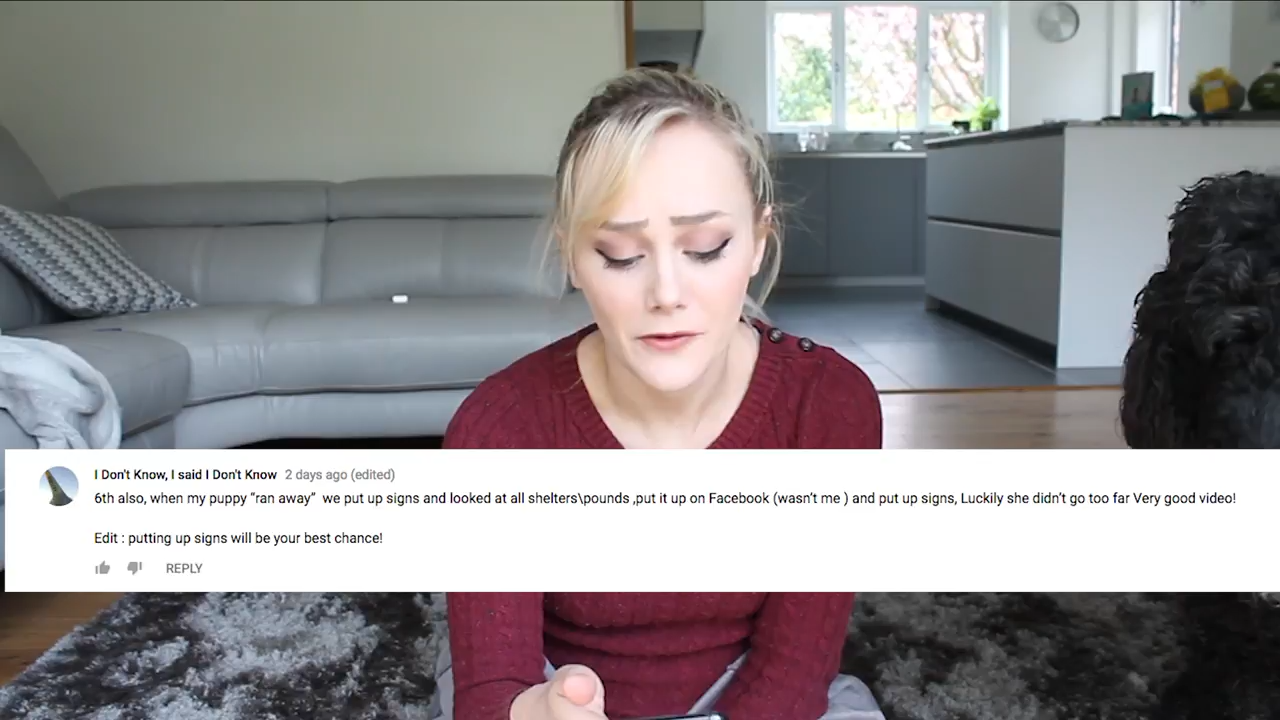 I Don't Know, I said I Don't Know 2 days ago (edited)
6th also, when my puppy “ran away” we put up signs and looked at all shelters\pounds ,put it up on Facebook (wasn’t me ) and put up signs, Luckily she didn’t go too far Very good video!
Edit : putting up signs will be your best chance!
REPLY